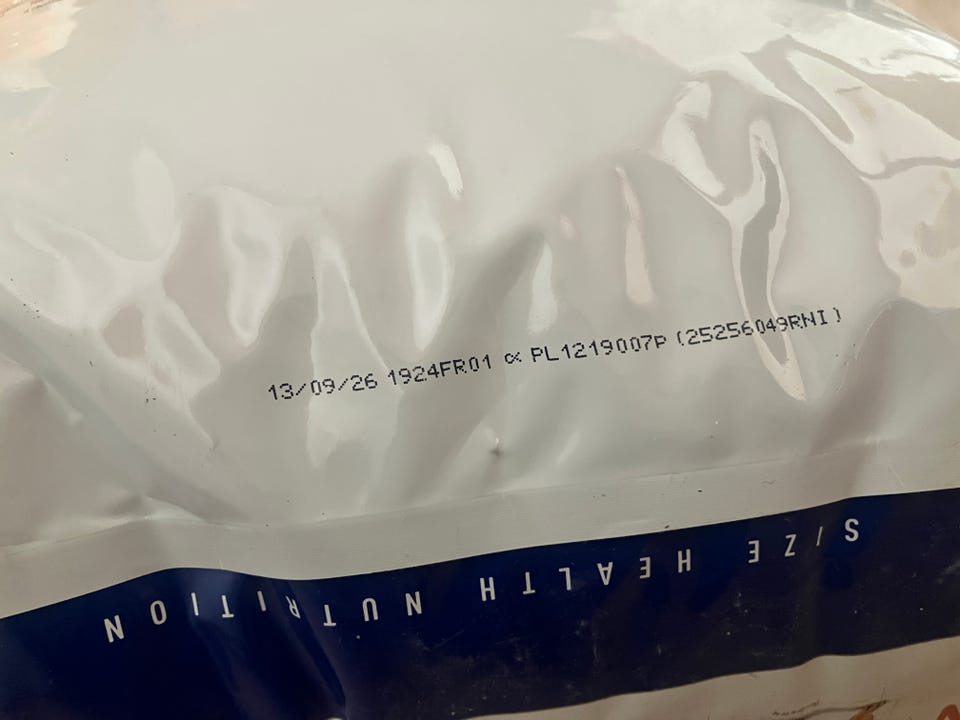 13/09/26 1924FR01 α PL1219007P (25256049RNI)
SIZE HEALTH NUTRITION